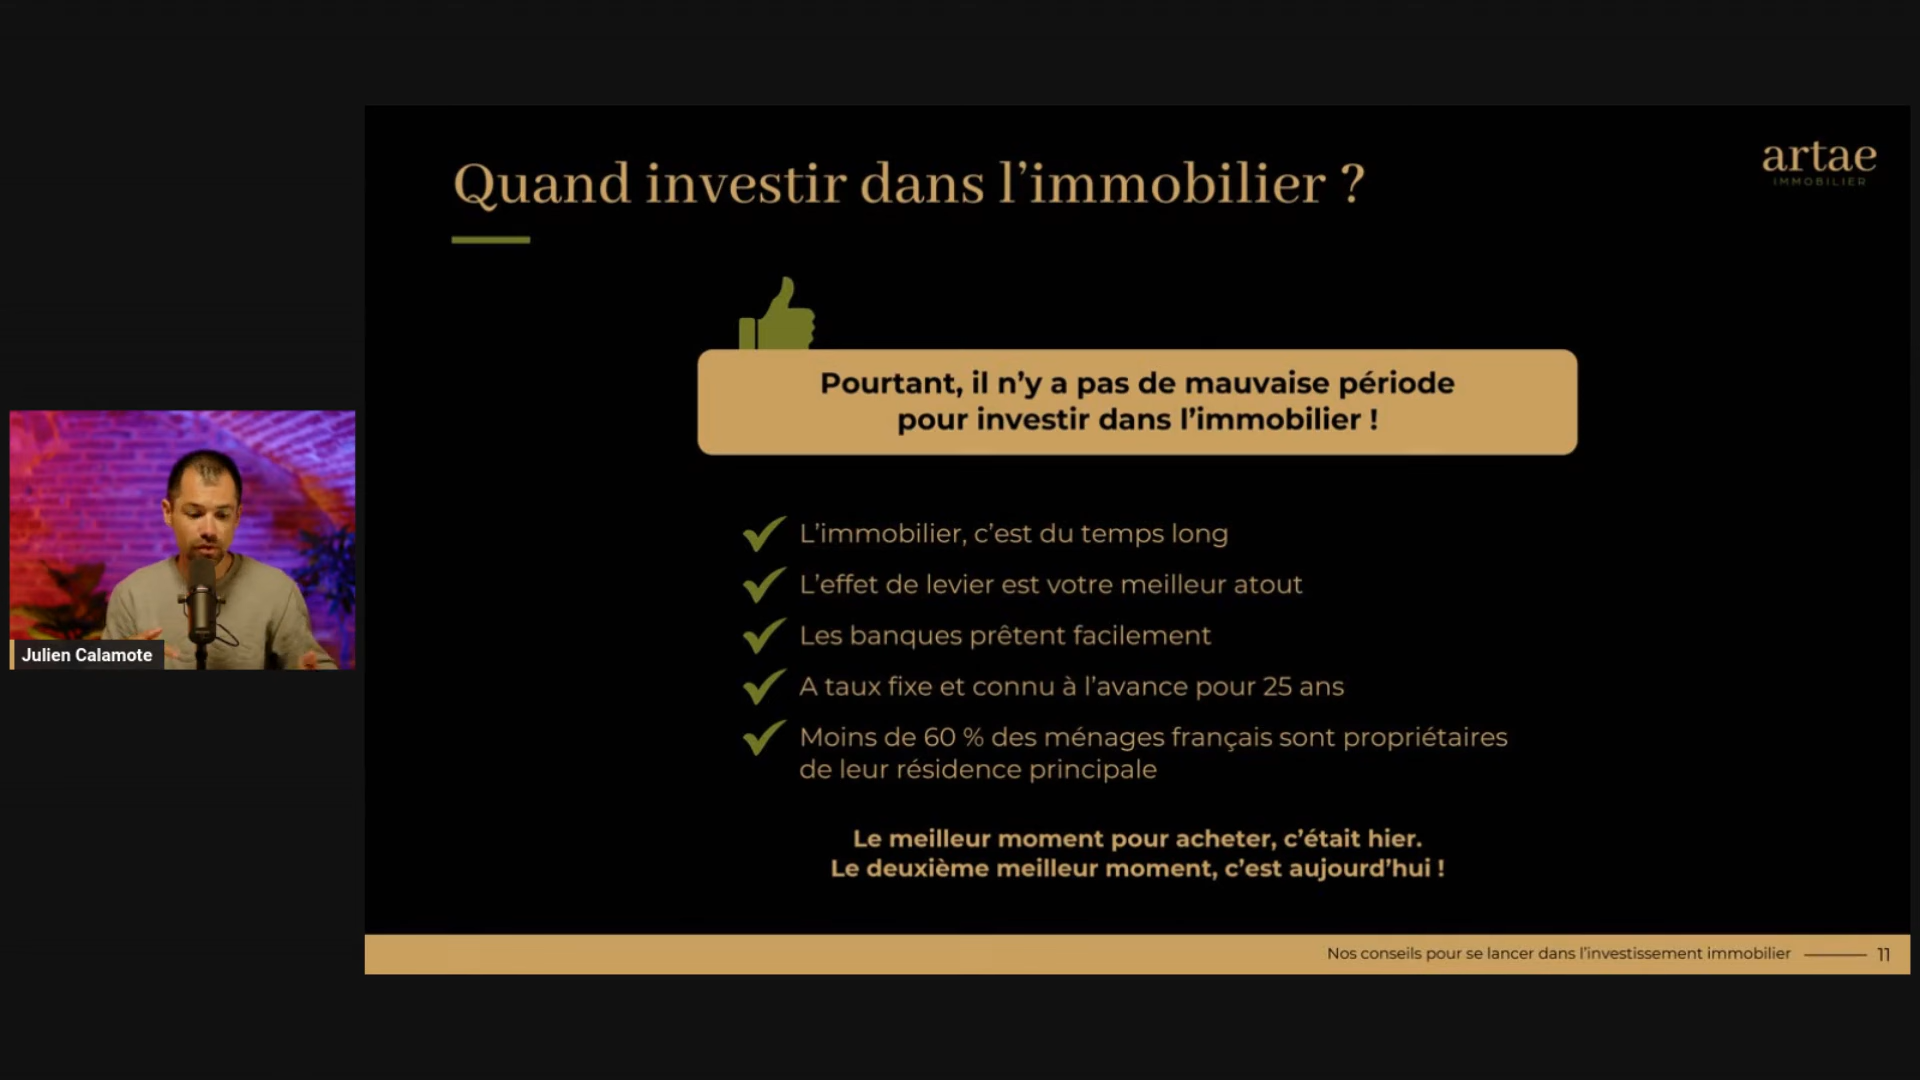 Quand investir dans l’immobilier ?
artae
IMMOBILIER
Pourtant, il n’y a pas de mauvaise période
pour investir dans l’immobilier !
L’immobilier, c’est du temps long
L’effet de levier est votre meilleur atout
Les banques prêtent facilement
A taux fixe et connu à l’avance pour 25 ans
Moins de 60 % des ménages français sont propriétaires
de leur résidence principale
Le meilleur moment pour acheter, c’était hier.
Le deuxième meilleur moment, c’est aujourd’hui !
Julien Calamote
Nos conseils pour se lancer dans l’investissement immobilier
11